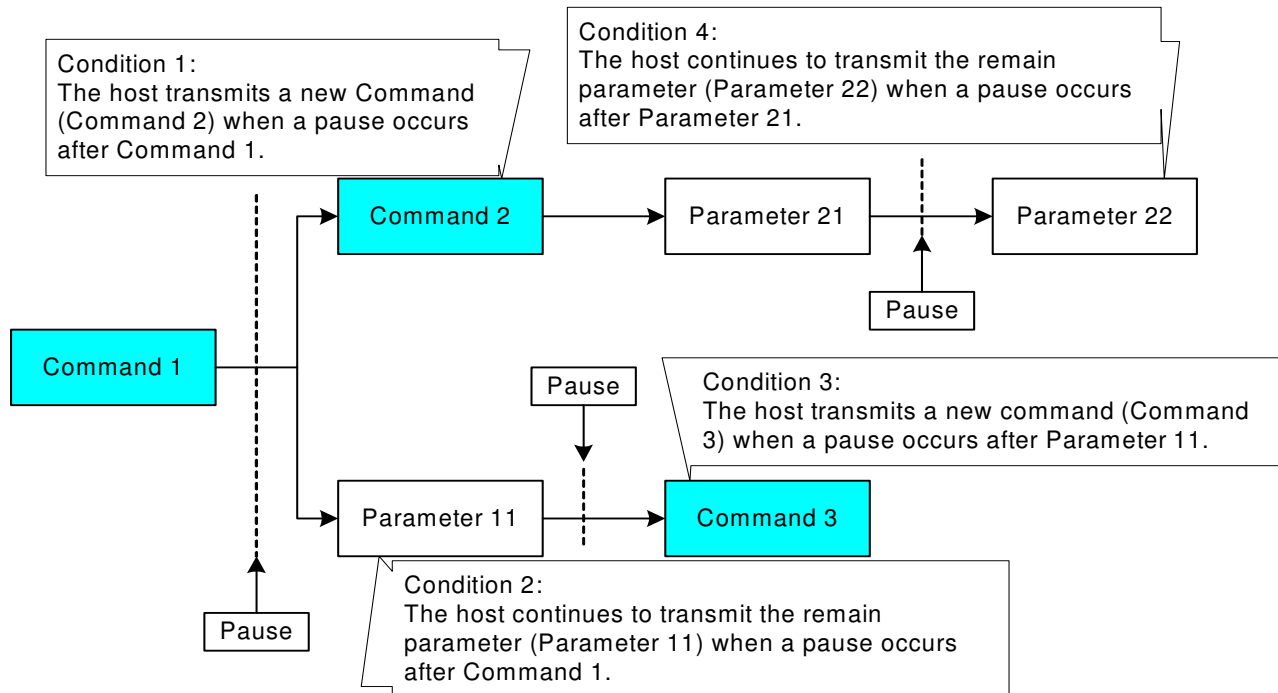 Condition 1:
The host transmits a new Command
(Command 2) when a pause occurs
after Command 1.
Condition 4:
The host continues to transmit the remain
parameter (Parameter 22) when a pause occurs
after Parameter 21.
Command 2
Parameter 21
Parameter 22
Pause
Command 1
Pause
Condition 3:
The host transmits a new command (Command
3) when a pause occurs after Parameter 11.
Parameter 11
Command 3
Pause
Condition 2:
The host continues to transmit the remain
parameter (Parameter 11) when a pause occurs
after Command 1.